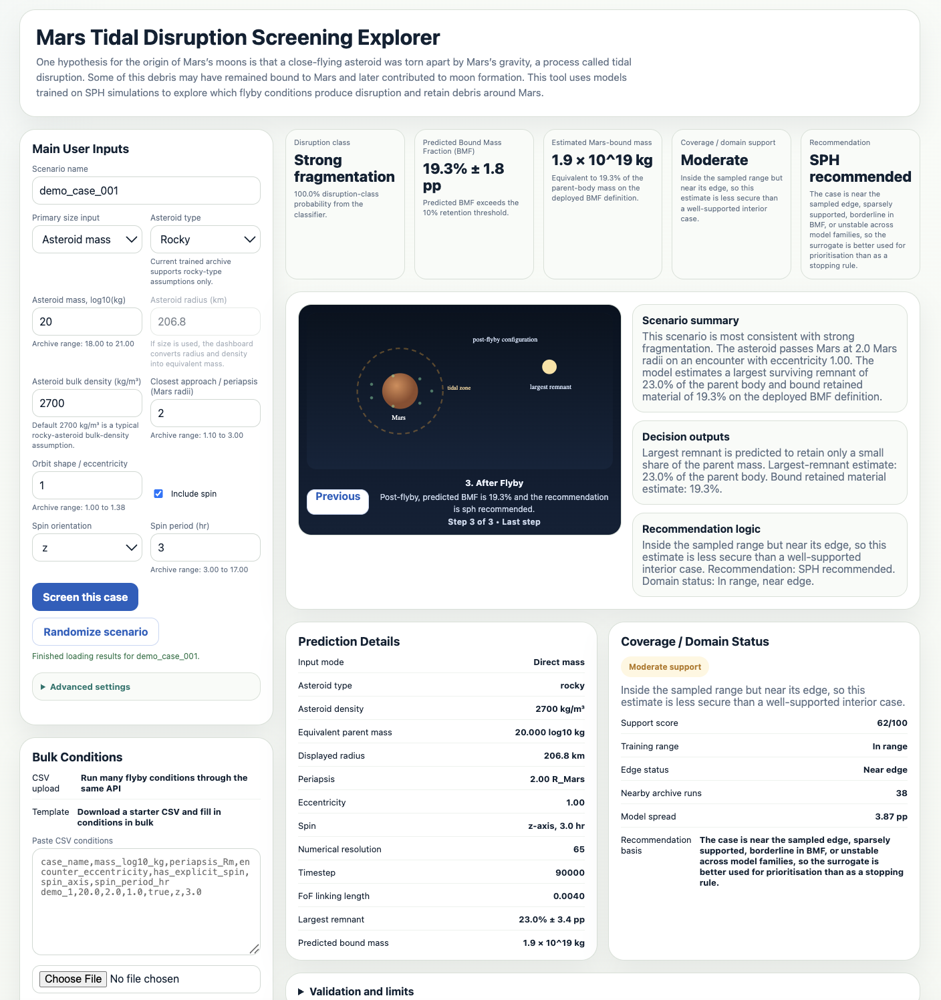 Mars Tidal Disruption Screening Explorer
One hypothesis for the origin of Mars’s moons is that a close-flying asteroid was torn apart by Mars’s gravity, a process called tidal
disruption. Some of this debris may have remained bound to Mars and later contributed to moon formation. This tool uses models
trained on SPH simulations to explore which flyby conditions produce disruption and retain debris around Mars.
Main User Inputs
Scenario name
demo_case_001
Primary size input
Asteroid mass
Asteroid type
Rocky
Current trained archive
supports rocky-type
assumptions only.
Asteroid mass, log10(kg)
20
Archive range: 18.00 to 21.00
Asteroid radius (km)
206.8
If size is used, the dashboard
converts radius and density
into equivalent mass.
Asteroid bulk density (kg/m³)
2700
Default 2700 kg/m³ is a typical
rocky-asteroid bulk-density
assumption.
Closest approach / periapsis
(Mars radii)
2
Archive range: 1.10 to 3.00
Orbit shape / eccentricity
1
Archive range: 1.00 to 1.38
Include spin
Spin orientation
z
Spin period (hr)
3
Archive range: 3.00 to 17.00
Screen this case
Randomize scenario
Finished loading results for demo_case_001.
Advanced settings
Bulk Conditions
CSV
upload
Run many flyby conditions through the
same API
Template
Download a starter CSV and fill in
conditions in bulk
Paste CSV conditions
case_name,mass_log10_kg,periapsis_Rm,en
counter_eccentricity,has_explicit_spin,
spin_axis,spin_period_hr
demo_1,20.0,2.0,1.0,true,z,3.0
Choose File No file chosen
Disruption class
Strong
fragmentation
100.0% disruption-class
probability from the
classifier.
Predicted Bound Mass
Fraction (BMF)
19.3% ± 1.8
pp
Predicted BMF exceeds the
10% retention threshold.
Estimated Mars-bound mass
1.9 × 10^19 kg
Equivalent to 19.3% of the
parent-body mass on the
deployed BMF definition.
Coverage / domain support
Moderate
Inside the sampled range but
near its edge, so this
estimate is less secure than
a well-supported interior
case.
Recommendation
SPH
recommended
The case is near the
sampled edge, sparsely
supported, borderline in
BMF, or unstable across
model families, so the
surrogate is better used for
prioritisation than as a
stopping rule.
post-flyby configuration
largest remnant
tidal zone
Mars
3. After Flyby
Previous
Post-flyby, predicted BMF is 19.3% and the recommendation
is sph recommended.
Step 3 of 3 • Last step
Scenario summary
This scenario is most consistent with strong
fragmentation. The asteroid passes Mars at 2.0 Mars
radii on an encounter with eccentricity 1.00. The
model estimates a largest surviving remnant of
23.0% of the parent body and bound retained
material of 19.3% on the deployed BMF definition.
Decision outputs
Largest remnant is predicted to retain only a small
share of the parent mass. Largest-remnant estimate:
23.0% of the parent body. Bound retained material
estimate: 19.3%.
Recommendation logic
Inside the sampled range but near its edge, so this
estimate is less secure than a well-supported
interior case. Recommendation: SPH recommended.
Domain status: In range, near edge.
Prediction Details
Input mode Direct mass
Asteroid type rocky
Asteroid density 2700 kg/m³
Equivalent parent mass 20.000 log10 kg
Displayed radius 206.8 km
Periapsis 2.00 R_Mars
Eccentricity 1.00
Spin z-axis, 3.0 hr
Numerical resolution 65
Timestep 90000
FoF linking length 0.0040
Largest remnant 23.0% ± 3.4 pp
Predicted bound mass 1.9 × 10^19 kg
Coverage / Domain Status
Moderate support
Inside the sampled range but near its edge, so this
estimate is less secure than a well-supported interior case.
Support score 62/100
Training range In range
Edge status Near edge
Nearby archive runs 38
Model spread 3.87 pp
Recommendation
basis
The case is near the sampled edge, sparsely
supported, borderline in BMF, or unstable
across model families, so the surrogate is
better used for prioritisation than as a stopping
rule.
Validation and limits